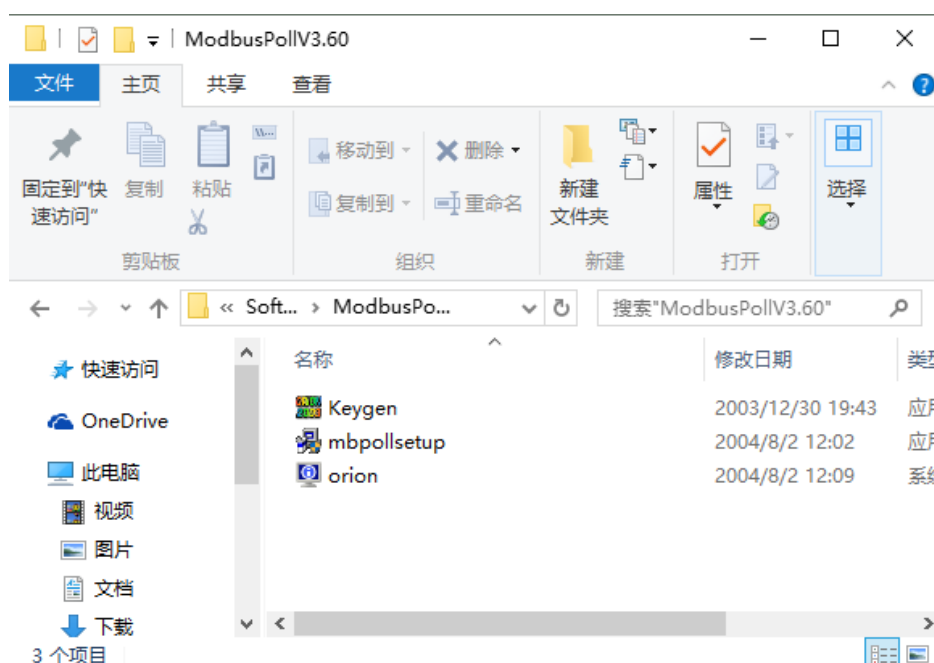 ModbusPollV3.60
文件 主页 共享 查看
固定到"快速访问"
复制
粘贴
移动到
复制到
删除
重命名
新建
文件夹
属性
选择
剪贴板 组织 新建 打开
« Soft... › ModbusPo...
搜索"ModbusPollV3.60"
名称 修改日期
快速访问
OneDrive
此电脑
视频
图片
文档
下载
Keygen 2003/12/30 19:43
mbpollsetup 2004/8/2 12:02
orion 2004/8/2 12:09
3 个项目